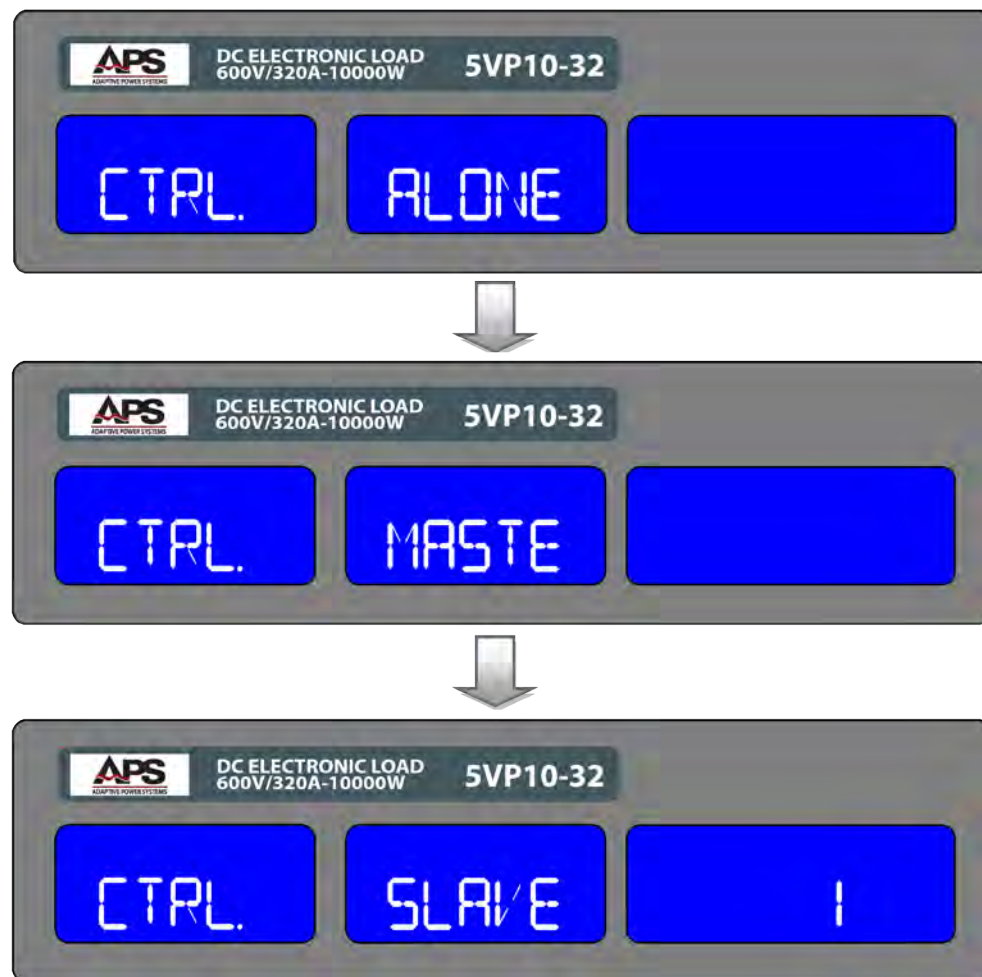 APS
ADAPTIVE POWER SYSTEMS
DC ELECTRONIC LOAD
600V/320A-10000W
5VP10-32
CTRL. ALONE
APS
ADAPTIVE POWER SYSTEMS
DC ELECTRONIC LOAD
600V/320A-10000W
5VP10-32
CTRL. MASTE
APS
ADAPTIVE POWER SYSTEMS
DC ELECTRONIC LOAD
600V/320A-10000W
5VP10-32
CTRL. SLAVE 1